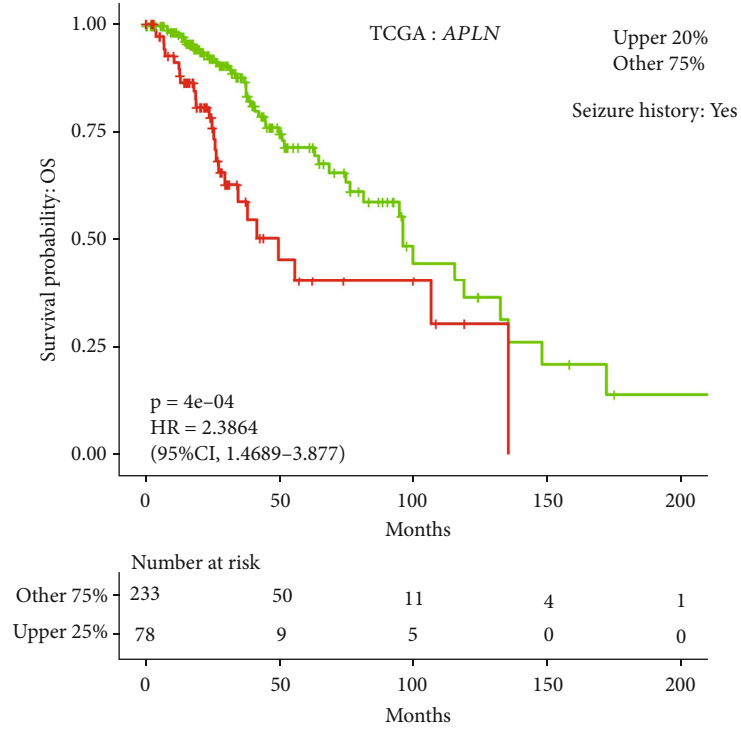 TCGA : APLN
Upper 20%
Other 75%
Seizure history: Yes
Survival probability: OS
1.00
0.75
0.50
0.25
0.00
p = 4e–04
HR = 2.3864
(95%CI, 1.4689–3.877)
0 50 100 150 200
Months
Number at risk
Other 75% 233 50 11 4 1
Upper 25% 78 9 5 0 0
0 50 100 150 200
Months